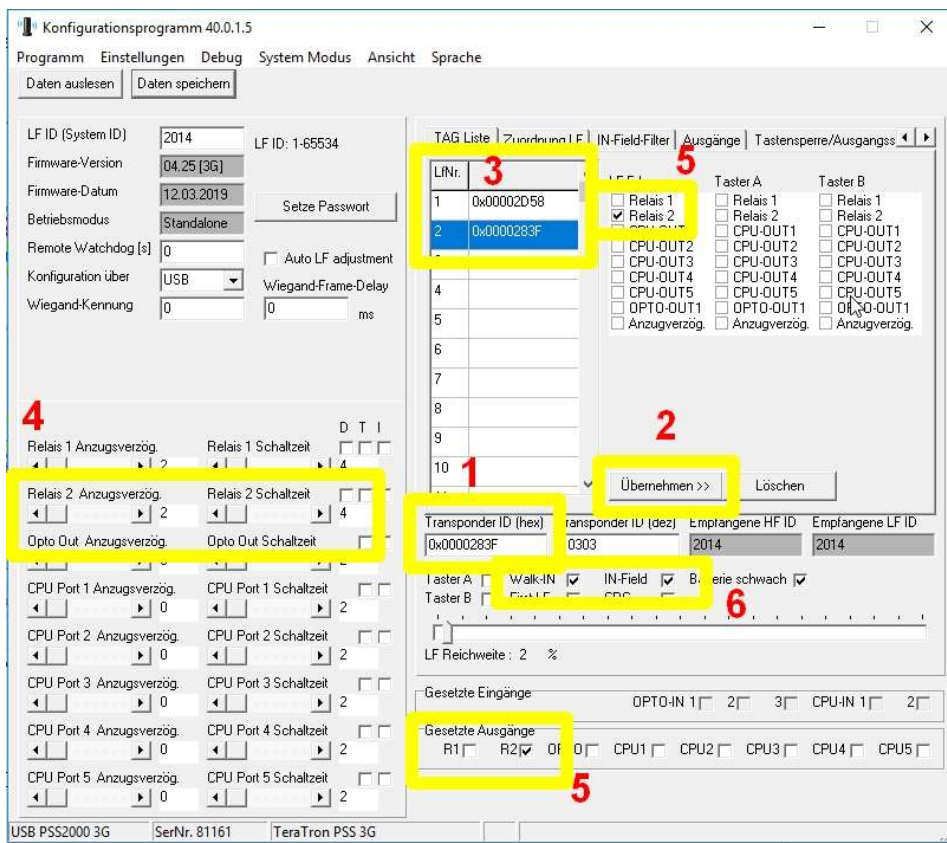 Konfigurationsprogramm 40.0.1.5
Programm Einstellungen Debug System Modus Ansicht Sprache
Daten auslesen Daten speichern
LF ID (System ID) 2014 LF ID: 1-65534
Firmware-Version 04.25 [3G]
Firmware-Datum 12.03.2019 Setze Passwort
Betriebsmodus Standalone
Remote Watchdog [s] 0 Auto LF adjustment
Konfiguration über USB Wiegand-Frame-Delay
Wiegand-Kennung 0 0 ms
4
D T I
Relais 1 Anzugsverzög. Relais 1 Schaltzeit
2 4
Relais 2 Anzugsverzög. Relais 2 Schaltzeit
2 4
Opto Out Anzugsverzög. Opto Out Schaltzeit
CPU Port 1 Anzugsverzög. CPU Port 1 Schaltzeit
0 2
CPU Port 2 Anzugsverzög. CPU Port 2 Schaltzeit
0 2
CPU Port 3 Anzugsverzög. CPU Port 3 Schaltzeit
0 2
CPU Port 4 Anzugsverzög. CPU Port 4 Schaltzeit
0 2
CPU Port 5 Anzugsverzög. CPU Port 5 Schaltzeit
0 2
TAG Liste Zuordnung LF IN-Field-Filter Ausgänge Tastensperre/Ausgangss
3
5
LfNr.
1 0x00002D58
2 0x0000283F
4
5
6
7
8
9
10
Taster A Taster B
Relais 1 Relais 1 Relais 1
Relais 2 Relais 2 Relais 2
CPU-OUT1 CPU-OUT1 CPU-OUT1
CPU-OUT2 CPU-OUT2 CPU-OUT2
CPU-OUT3 CPU-OUT3 CPU-OUT3
CPU-OUT4 CPU-OUT4 CPU-OUT4
CPU-OUT5 CPU-OUT5 CPU-OUT5
OPTO-OUT1 OPTO-OUT1 OPTO-OUT1
Anzugverzög. Anzugverzög. Anzugverzög.
2
1
Übernehmen >> Löschen
Transponder ID (hex) Transponder ID (dez) Empfangene HF ID Empfangene LF ID
0x0000283F 0303 2014 2014
Taster A Walk-IN IN-Field Batterie schwach
Taster B
6
LF Reichweite : 2 %
Gesetzte Eingänge
OPTO-IN 1 2 3 CPU-IN 1 2
Gesetzte Ausgänge
R1 R2 OPTO CPU1 CPU2 CPU3 CPU4 CPU5
5
USB PSS2000 3G SerNr. 81161 TeraTron PSS 3G